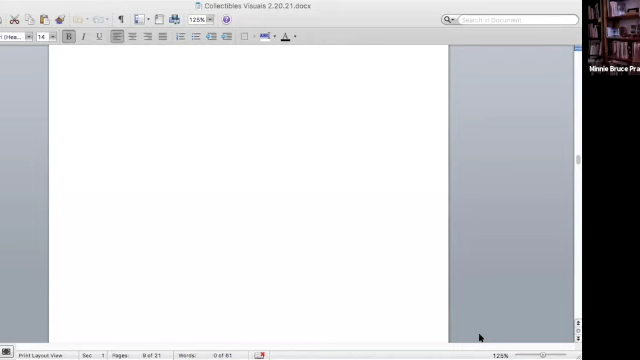 Collectibles Visuals 2.20.21.docx
125%
Search in Document
(Hea...
14
B I U
A
Minnie Bruce Pra
Print Layout View Sec 1 Pages: 9 of 21 Words: 0 of 61 125%